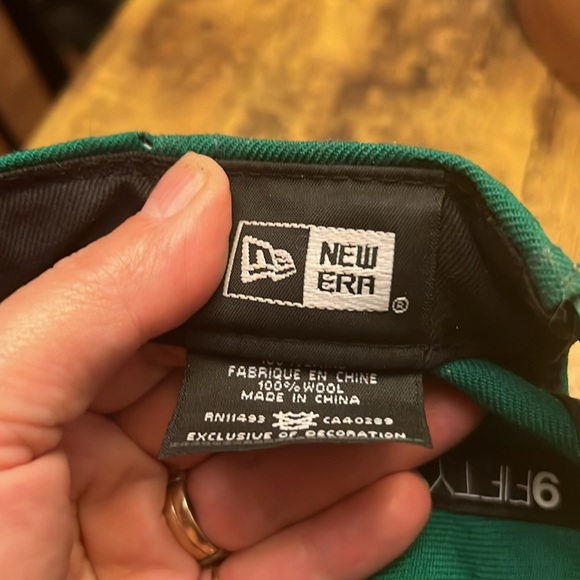 NEW
ERA
®
FABRIQUE EN CHINE
100% WOOL
MADE IN CHINA
RN11493 CA40289
EXCLUSIVE OF DECORATION
9FIFTY